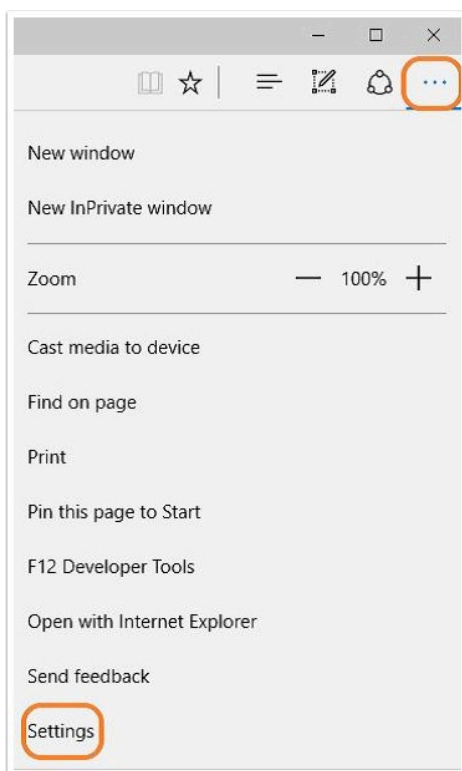 New window
New InPrivate window
Zoom 100%
Cast media to device
Find on page
Print
Pin this page to Start
F12 Developer Tools
Open with Internet Explorer
Send feedback
Settings